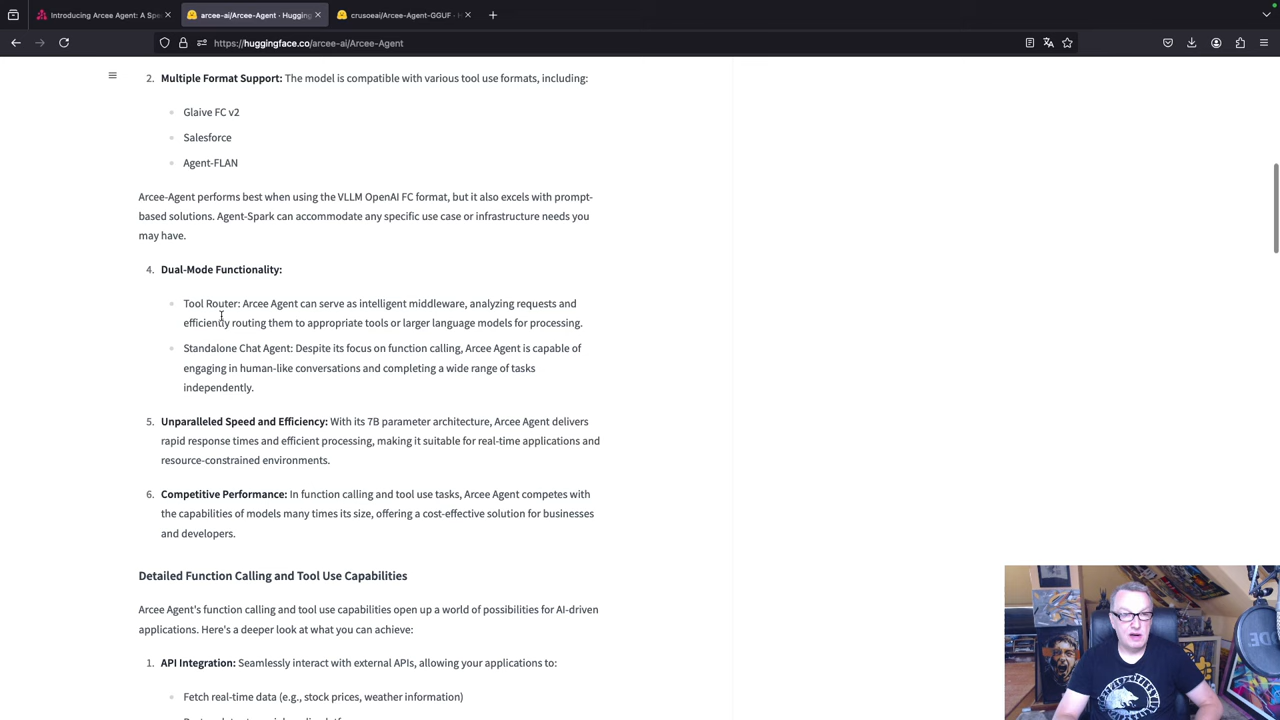 Introducing Arcee Agent: A Spe
arcee-ai/Arcee-Agent · Hugging
crusoeai/Arcee-Agent-GGUF · H
https://huggingface.co/arcee-ai/Arcee-Agent
2. Multiple Format Support: The model is compatible with various tool use formats, including:
Glaive FC v2
Salesforce
Agent-FLAN
Arcee-Agent performs best when using the VLLM OpenAI FC format, but it also excels with prompt-
based solutions. Agent-Spark can accommodate any specific use case or infrastructure needs you
may have.
4. Dual-Mode Functionality:
Tool Router: Arcee Agent can serve as intelligent middleware, analyzing requests and
efficiently routing them to appropriate tools or larger language models for processing.
Standalone Chat Agent: Despite its focus on function calling, Arcee Agent is capable of
engaging in human-like conversations and completing a wide range of tasks
independently.
5. Unparalleled Speed and Efficiency: With its 7B parameter architecture, Arcee Agent delivers
rapid response times and efficient processing, making it suitable for real-time applications and
resource-constrained environments.
6. Competitive Performance: In function calling and tool use tasks, Arcee Agent competes with
the capabilities of models many times its size, offering a cost-effective solution for businesses
and developers.
Detailed Function Calling and Tool Use Capabilities
Arcee Agent's function calling and tool use capabilities open up a world of possibilities for AI-driven
applications. Here's a deeper look at what you can achieve:
1. API Integration: Seamlessly interact with external APIs, allowing your applications to:
Fetch real-time data (e.g., stock prices, weather information)